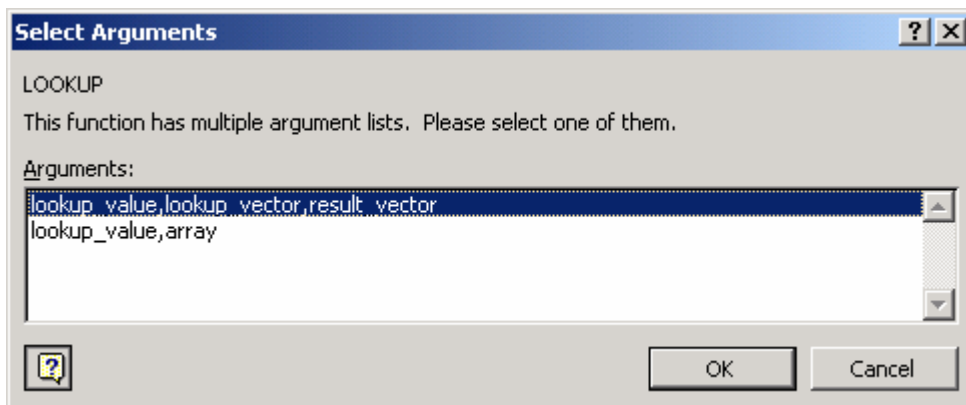 Select Arguments
LOOKUP
This function has multiple argument lists. Please select one of them.
Arguments:
lookup_value,lookup_vector,result_vector
lookup_value,array
OK
Cancel